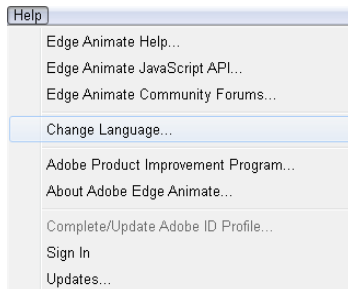 Help
Edge Animate Help...
Edge Animate JavaScript API...
Edge Animate Community Forums...
Change Language...
Adobe Product Improvement Program...
About Adobe Edge Animate...
Complete/Update Adobe ID Profile...
Sign In
Updates...